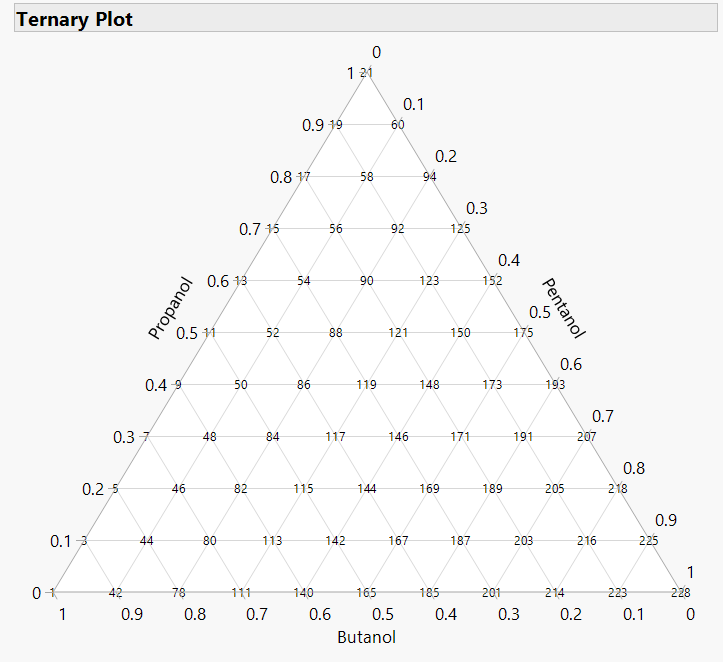 Ternary Plot
0
1 21
0.1
0.9 19 60
0.2
0.8 17 58 94
0.3
0.7 15 56 92 125
0.4
0.6 13 54 90 123 152
Propanol
Pentanol
0.5
0.5 11 52 88 121 150 175
0.6
0.4 9 50 86 119 148 173 193
0.7
0.3 7 48 84 117 146 171 191 207
0.8
0.2 5 46 82 115 144 169 189 205 218
0.9
0.1 3 44 80 113 142 167 187 203 216 225
1
0 1 42 78 111 140 165 185 201 214 223 228
1 0.9 0.8 0.7 0.6 0.5 0.4 0.3 0.2 0.1 0
Butanol